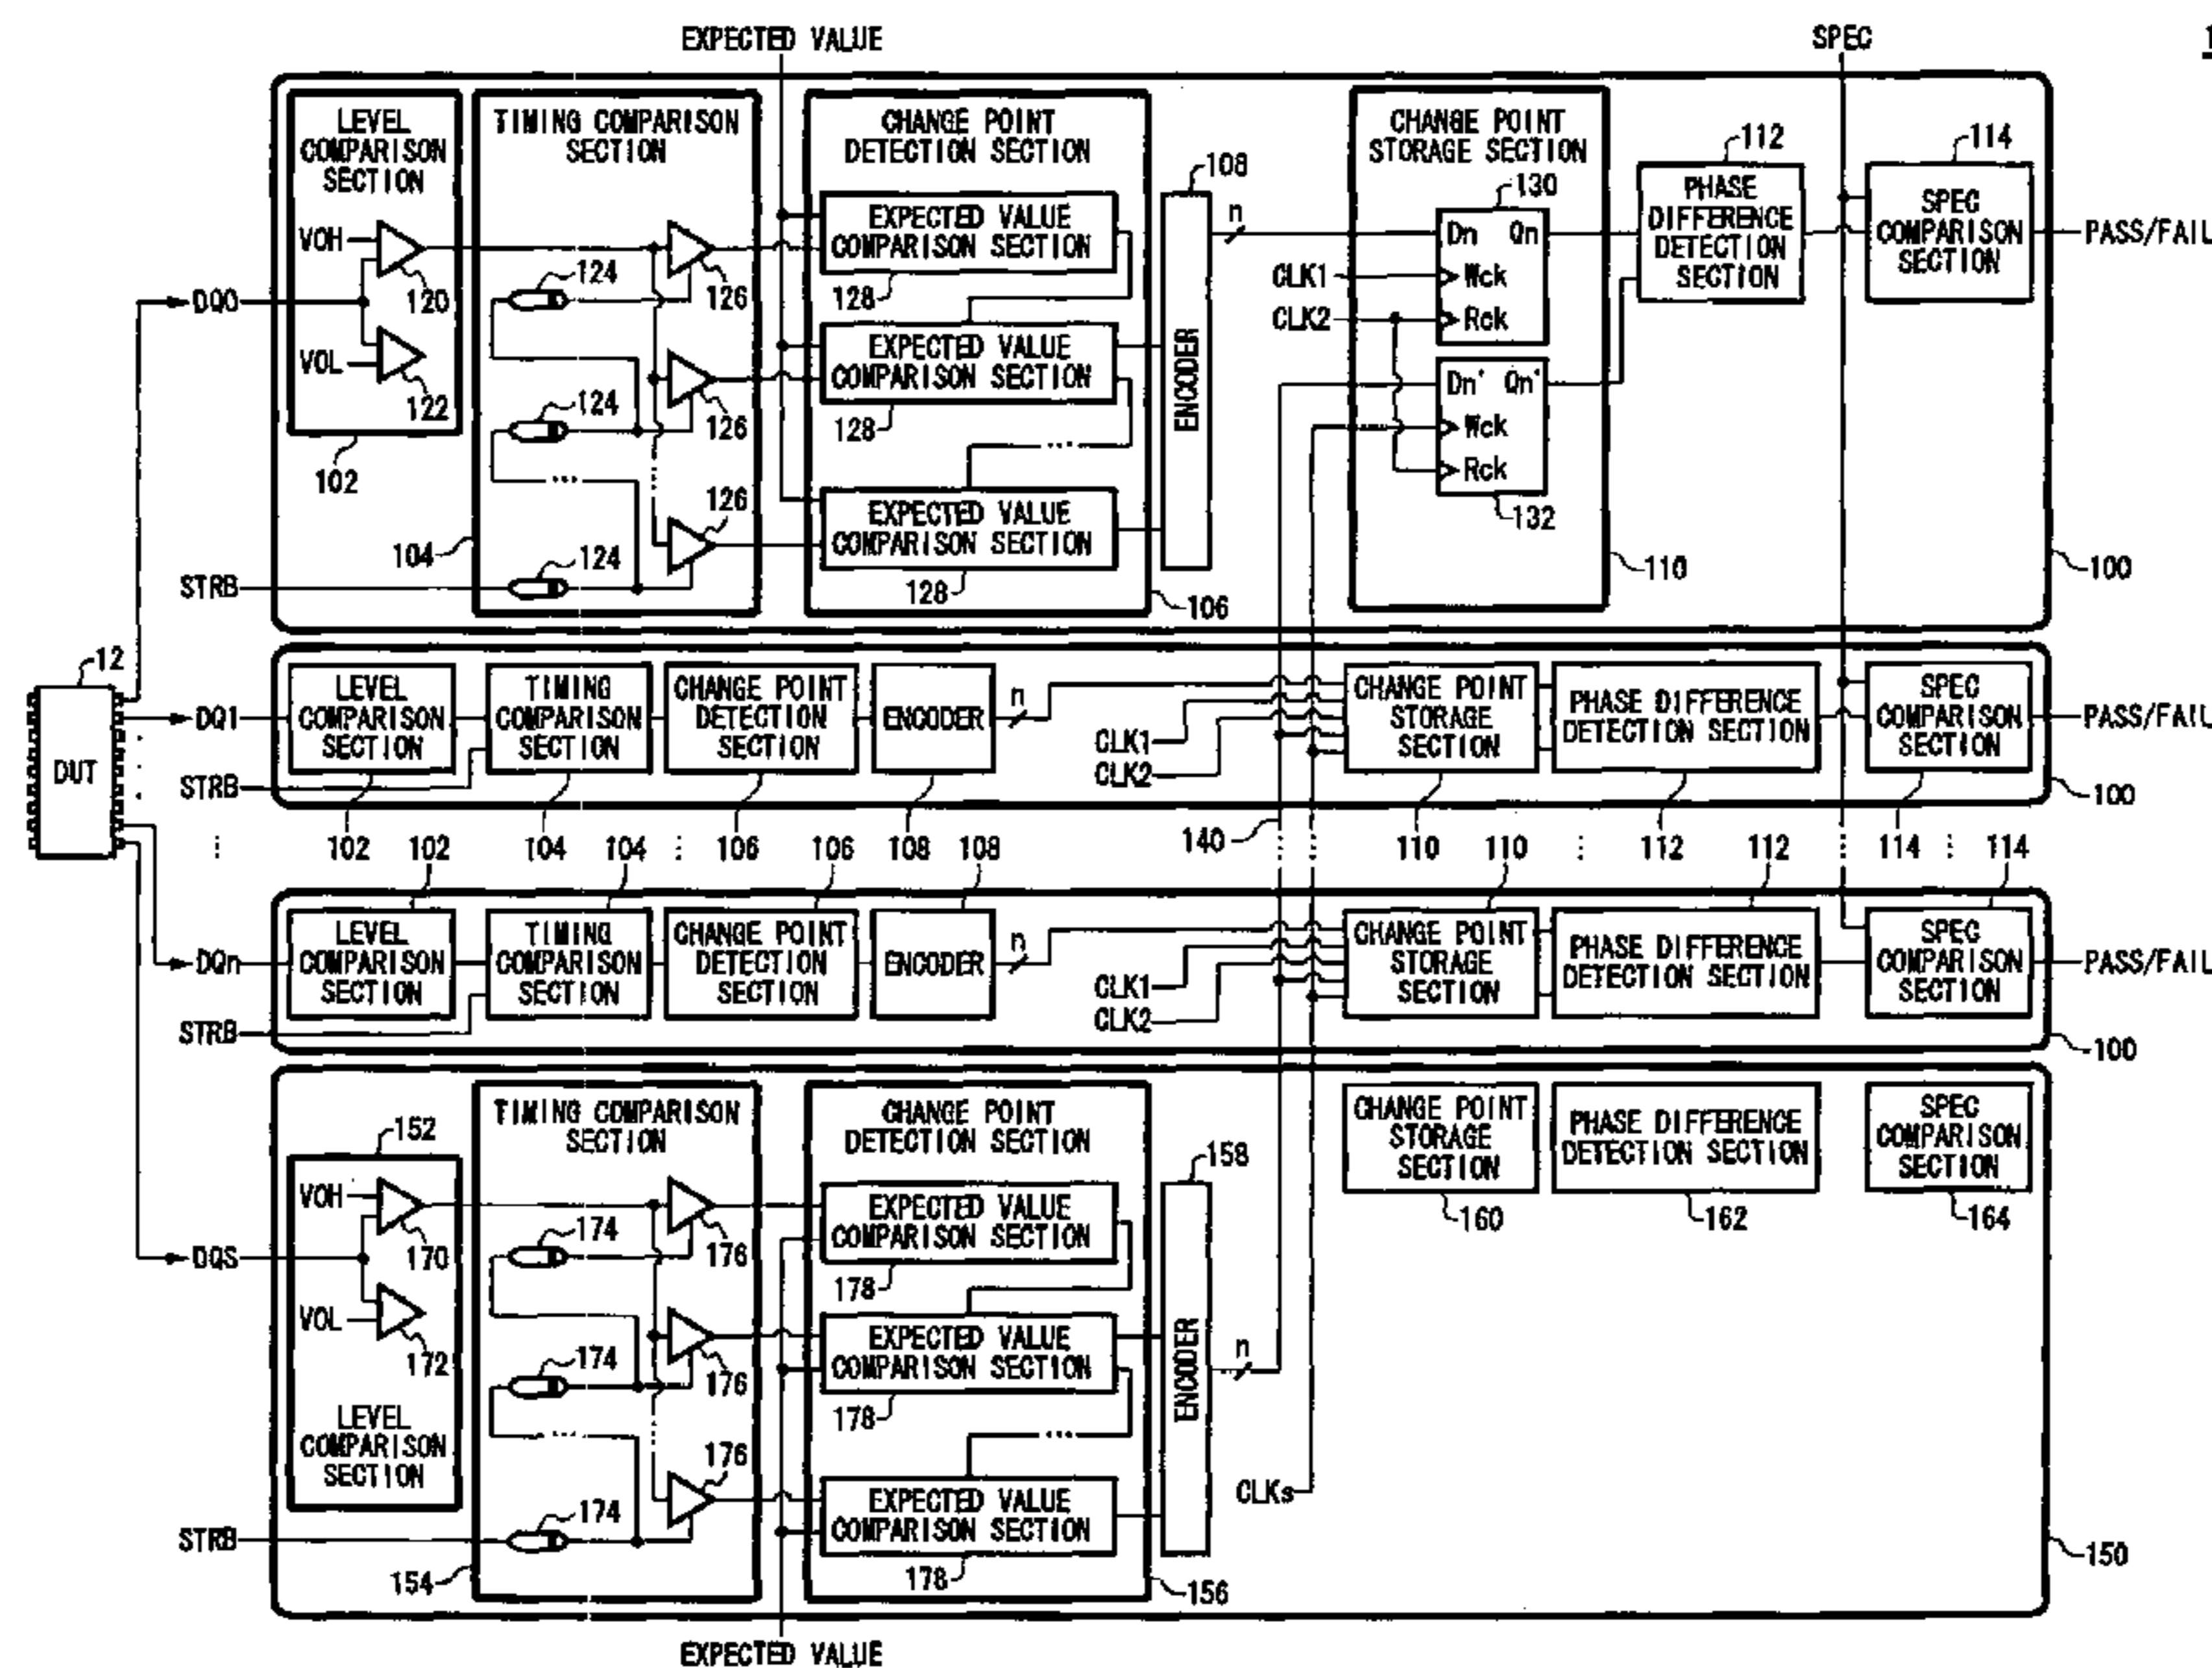 EXPECTED VALUE
SPEC
1
LEVEL
COMPARISON
SECTION
TIMING COMPARISON
SECTION
CHANGE POINT
DETECTION SECTION
CHANGE POINT
STORAGE SECTION
112
114
108
130
PHASE
DIFFERENCE
DETECTION
SECTION
SPEC
COMPARISON
SECTION
PASS/FAIL
VOH
120
VOL
122
102
DQ0
124
126
124
126
126
124
104
STRB
EXPECTED VALUE
COMPARISON SECTION
128
EXPECTED VALUE
COMPARISON SECTION
128
EXPECTED VALUE
COMPARISON SECTION
128
106
ENCODER
n
Dn Qn
CLK1
Wck
CLK2
Rck
Dn' Qn'
Wck
Rck
132
110
100
12
DUT
DQ1
STRB
LEVEL
COMPARISON
SECTION
TIMING
COMPARISON
SECTION
CHANGE POINT
DETECTION
SECTION
ENCODER
n
CLK1
CLK2
CHANGE POINT
STORAGE
SECTION
PHASE DIFFERENCE
DETECTION SECTION
SPEC
COMPARISON
SECTION
PASS/FAIL
100
102 102 104 104 106 106 108 108 140 110 110 112 112 114 114
DQn
STRB
LEVEL
COMPARISON
SECTION
TIMING
COMPARISON
SECTION
CHANGE POINT
DETECTION
SECTION
ENCODER
n
CLK1
CLK2
CHANGE POINT
STORAGE
SECTION
PHASE DIFFERENCE
DETECTION SECTION
SPEC
COMPARISON
SECTION
PASS/FAIL
100
DQS
STRB
152
VOH
170
VOL
172
LEVEL
COMPARISON
SECTION
TIMING COMPARISON
SECTION
174
176
174
176
176
174
154
CHANGE POINT
DETECTION SECTION
EXPECTED VALUE
COMPARISON SECTION
178
EXPECTED VALUE
COMPARISON SECTION
178
EXPECTED VALUE
COMPARISON SECTION
178
156
158
ENCODER
n
CLKs
CHANGE POINT
STORAGE
SECTION
160
PHASE DIFFERENCE
DETECTION SECTION
162
SPEC
COMPARISON
SECTION
164
150
EXPECTED VALUE